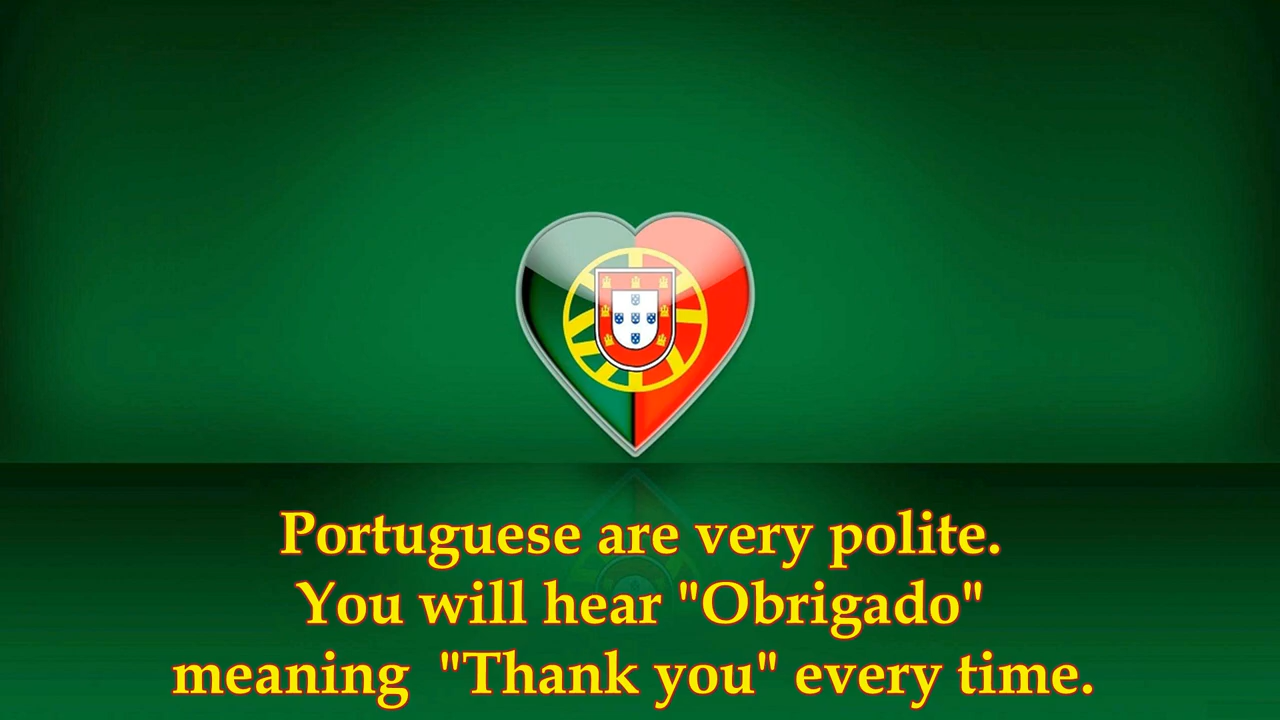 Portuguese are very polite.
You will hear "Obrigado"
meaning  "Thank you" every time.